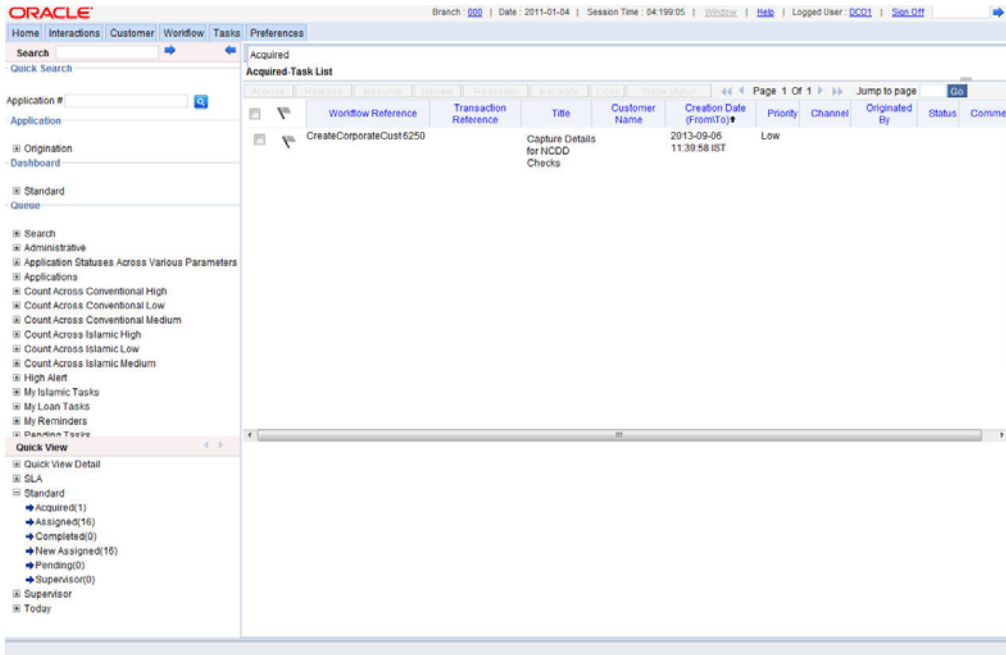 ORACLE
Branch : 000 | Date : 2011-01-04 | Session Time : 04:199:05 | Window | Help | Logged User : DCO1 | Sign Off
Home Interactions Customer Workflow Tasks Preferences
Search
Quick Search
Application #
Application
Origination
Dashboard
Standard
Queue
Search
Administrative
Application Statuses Across Various Parameters
Applications
Count Across Conventional High
Count Across Conventional Low
Count Across Conventional Medium
Count Across Islamic High
Count Across Islamic Low
Count Across Islamic Medium
High Alert
My Islamic Tasks
My Loan Tasks
My Reminders
Pending Tasks
Quick View
Quick View Detail
SLA
Standard
Acquired(1)
Assigned(16)
Completed(0)
New Assigned(16)
Pending(0)
Supervisor(0)
Supervisor
Today
Acquired
Acquired-Task List
Acquire Release Resume Renew Reassign Escalate Copy Stage Status Page 1 Of 1 Jump to page Go
Workflow Reference Transaction Reference Title Customer Name Creation Date (From\To) Priority Channel Originated By Status Comme
CreateCorporateCust6250 Capture Details for NCDD Checks 2013-09-06 11:39:58 IST Low